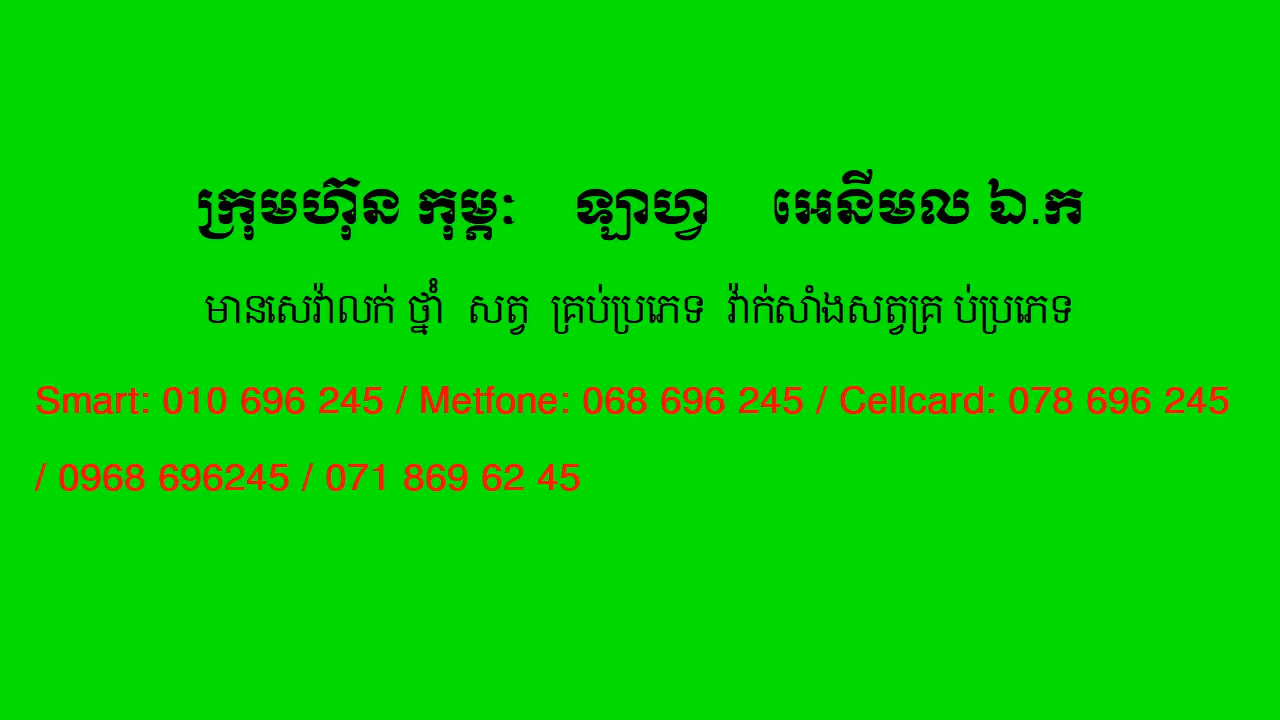 ក្រុមហ៊ុន កុម្ភៈ ឡាហ្វ អេនីមល ឯ.ក
មានសេវ៉ាលក់ ថ្នាំ សត្វ គ្រប់ប្រភេទ វ៉ាក់សាំងសត្វគ្រ ប់ប្រភេទ
Smart: 010 696 245 / Metfone: 068 696 245 / Cellcard: 078 696 245
/ 0968 696245 / 071 869 62 45